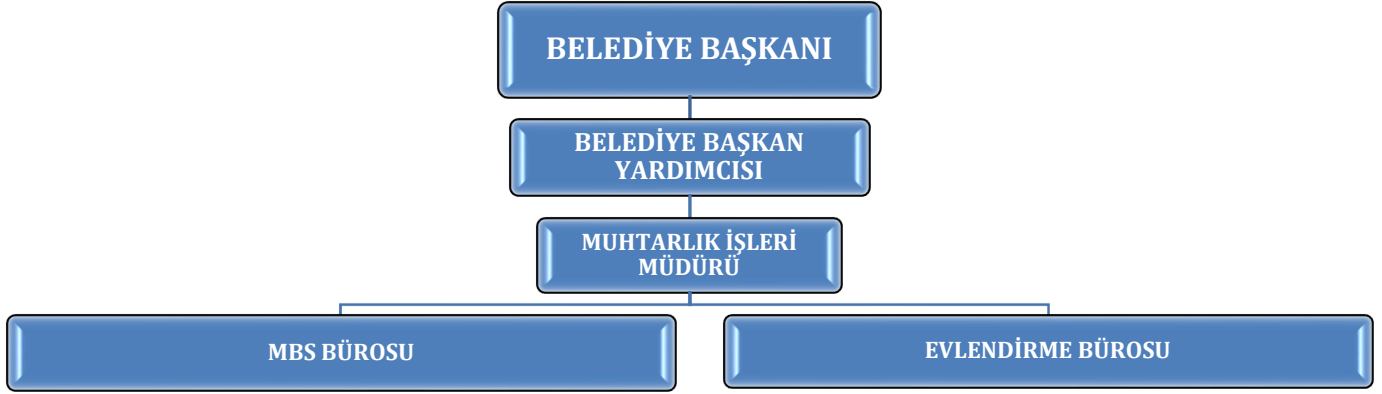 BELEDİYE BAŞKANI
BELEDİYE BAŞKAN
YARDIMCISI
MUHTARLIK İŞLERİ
MÜDÜRÜ
MBS BÜROSU
EVLENDİRME BÜROSU